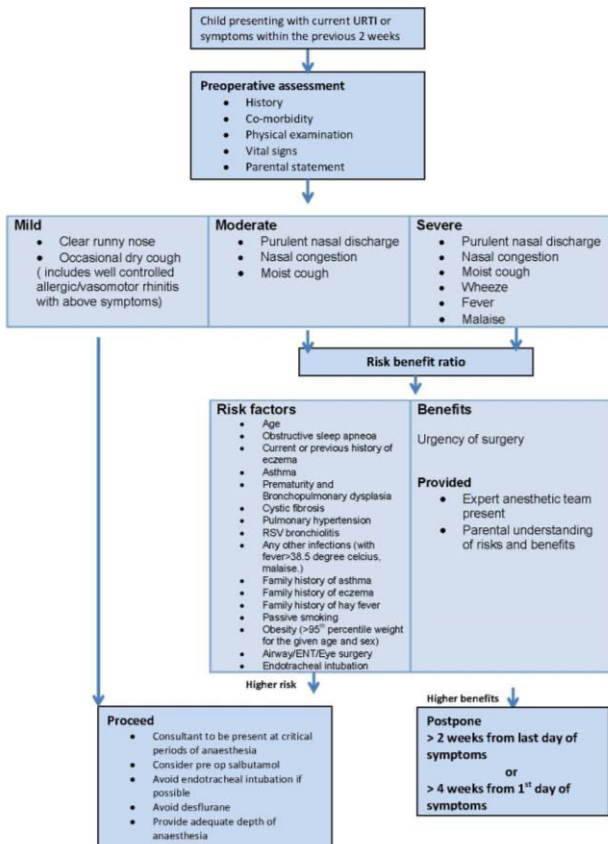 Child presenting with current URTI or
symptoms within the previous 2 weeks
Preoperative assessment
• History
• Co-morbidity
• Physical examination
• Vital signs
• Parental statement
Mild
• Clear runny nose
• Occasional dry cough
( includes well controlled
allergic/vasomotor rhinitis
with above symptoms)
Moderate
• Purulent nasal discharge
• Nasal congestion
• Moist cough
Severe
• Purulent nasal discharge
• Nasal congestion
• Moist cough
• Wheeze
• Fever
• Malaise
Risk benefit ratio
Risk factors
• Age
• Obstructive sleep apneoa
• Current or previous history of
eczema
• Asthma
• Prematurity and
Bronchopulmonary dysplasia
• Cystic fibrosis
• Pulmonary hypertension
• RSV bronchiolitis
• Any other infections (with
fever>38.5 degree celcius,
malaise.)
• Family history of asthma
• Family history of eczema
• Family history of hay fever
• Passive smoking
• Obesity (>95th percentile weight
for the given age and sex)
• Airway/ENT/Eye surgery
• Endotracheal intubation
Benefits
Urgency of surgery
Provided
• Expert anesthetic team
present
• Parental understanding
of risks and benefits
Higher risk
Higher benefits
Proceed
• Consultant to be present at critical
periods of anaesthesia
• Consider pre op salbutamol
• Avoid endotracheal intubation if
possible
• Avoid desflurane
• Provide adequate depth of
anaesthesia
Postpone
> 2 weeks from last day of
symptoms
or
> 4 weeks from 1st day of
symptoms